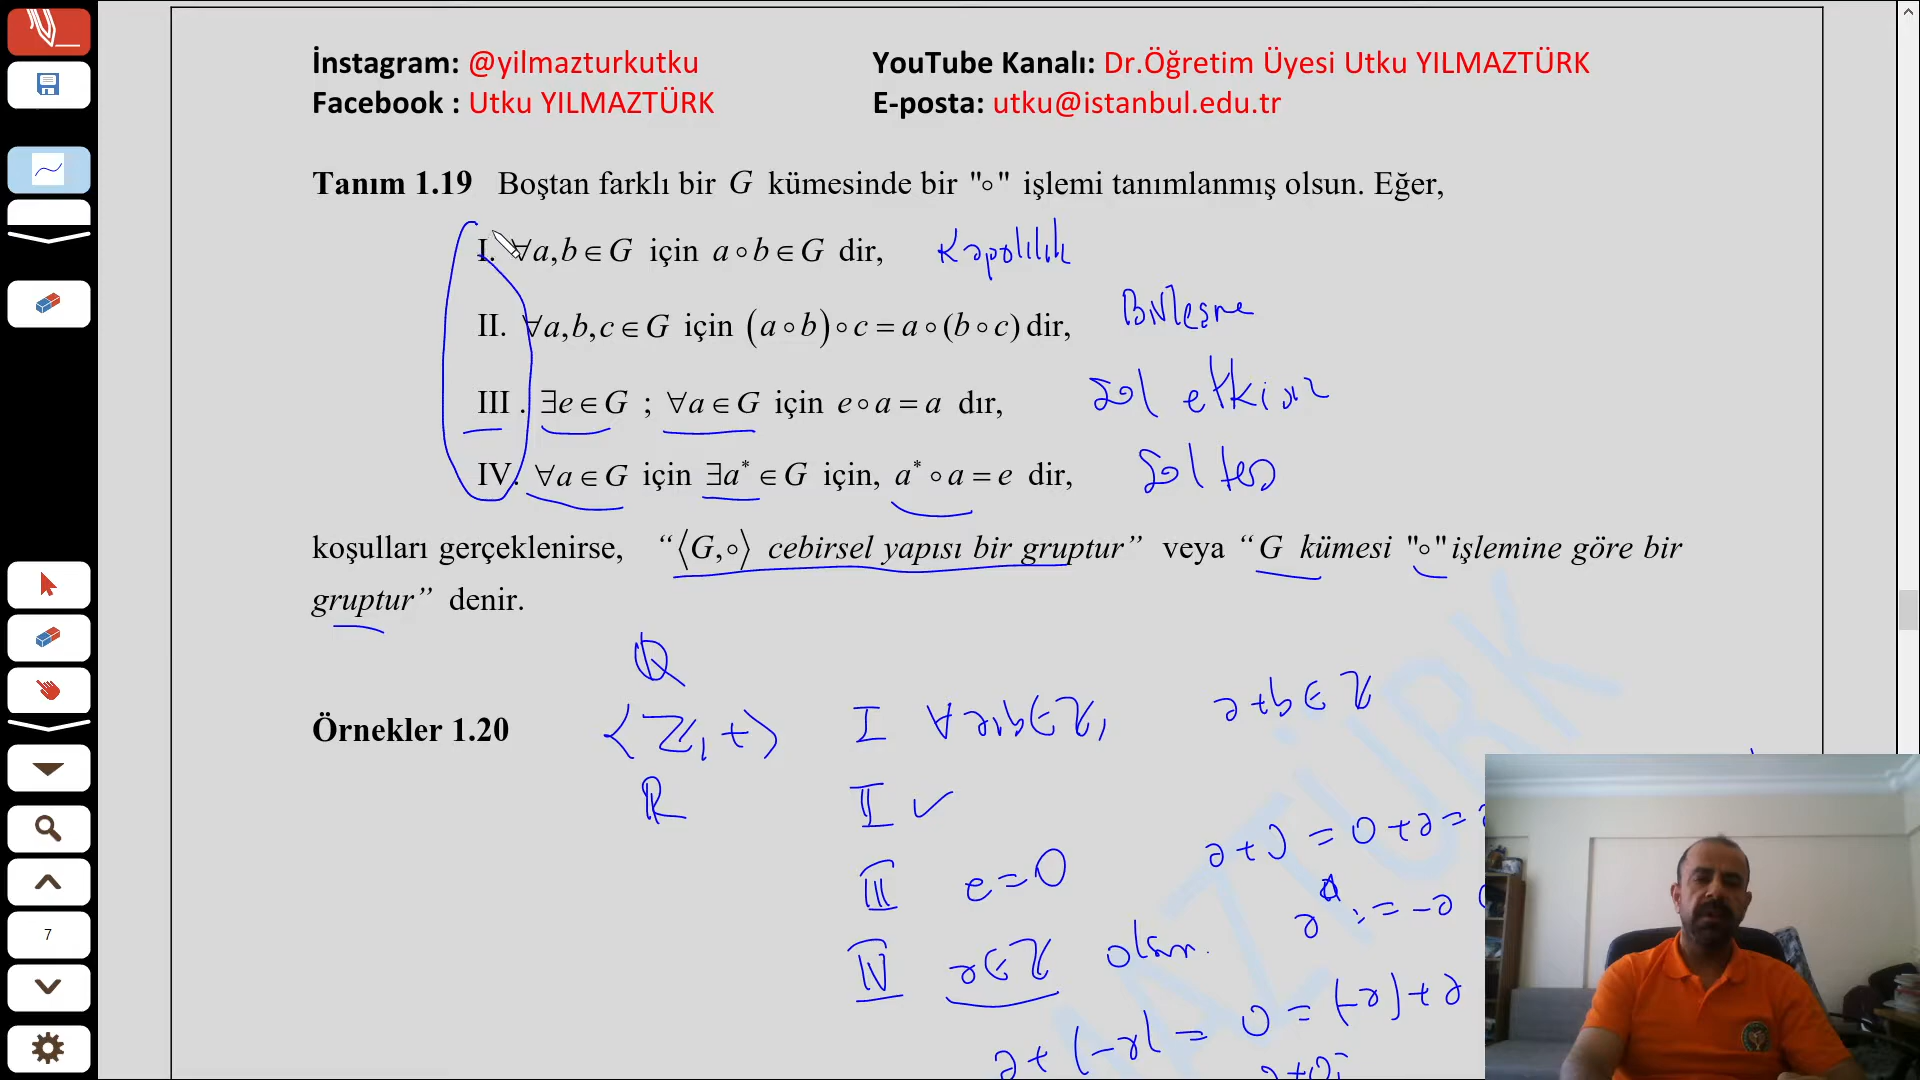 İnstagram: @yilmazturkutku YouTube Kanalı: Dr.Öğretim Üyesi Utku YILMAZTÜRK
Facebook : Utku YILMAZTÜRK E-posta: utku@istanbul.edu.tr
Tanım 1.19 Boştan farklı bir G kümesinde bir "∘" işlemi tanımlanmış olsun. Eğer,
I. ∀a,b∈G için a∘b∈G dir, Kapalılık
II. ∀a,b,c∈G için (a∘b)∘c=a∘(b∘c) dir, Birleşme
III . ∃e∈G ; ∀a∈G için e∘a=a dır, Sol etkisiz
IV. ∀a∈G için ∃a*∈G için, a*∘a=e dir, Sol ters
koşulları gerçeklenirse, “⟨G,∘⟩ cebirsel yapısı bir gruptur” veya “G kümesi "∘" işlemine göre bir
gruptur” denir.
ℚ
Örnekler 1.20 ⟨ℤ,+⟩ I ∀a,b∈ℤ, a+b∈ℤ
ℝ II ✓
III e=0 a+0=0+a=
a* := -a
IV a∈ℤ olsun.
a+(-a)=0=(-a)+a
7